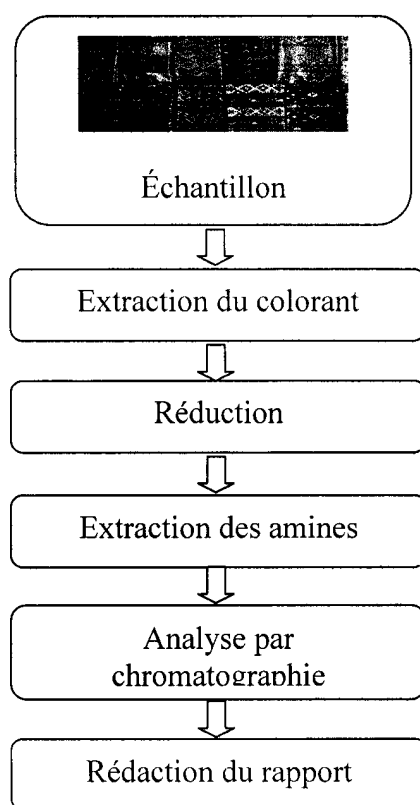 Échantillon
Extraction du colorant
Réduction
Extraction des amines
Analyse par
chromatographie
Rédaction du rapport